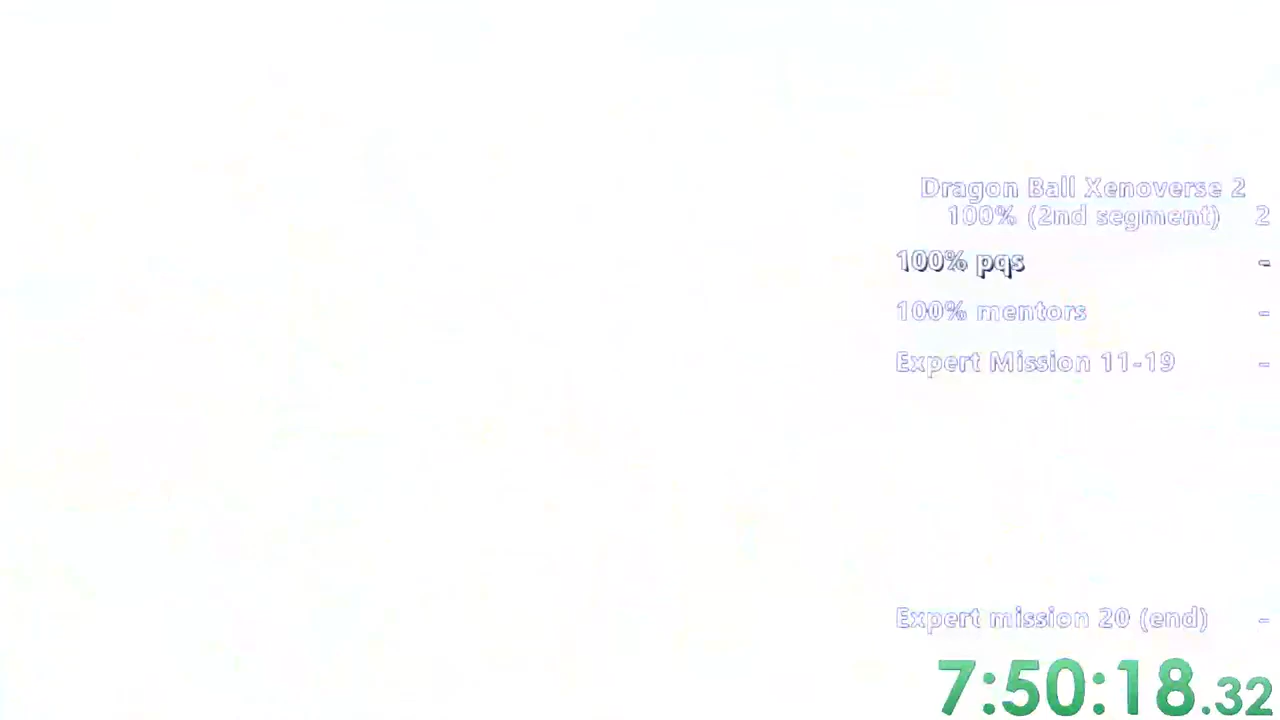 Dragon Ball Xenoverse 2
100% (2nd segment) 2
100% pqs -
100% mentors -
Expert Mission 11-19 -
Expert mission 20 (end) -
7:50:18.32